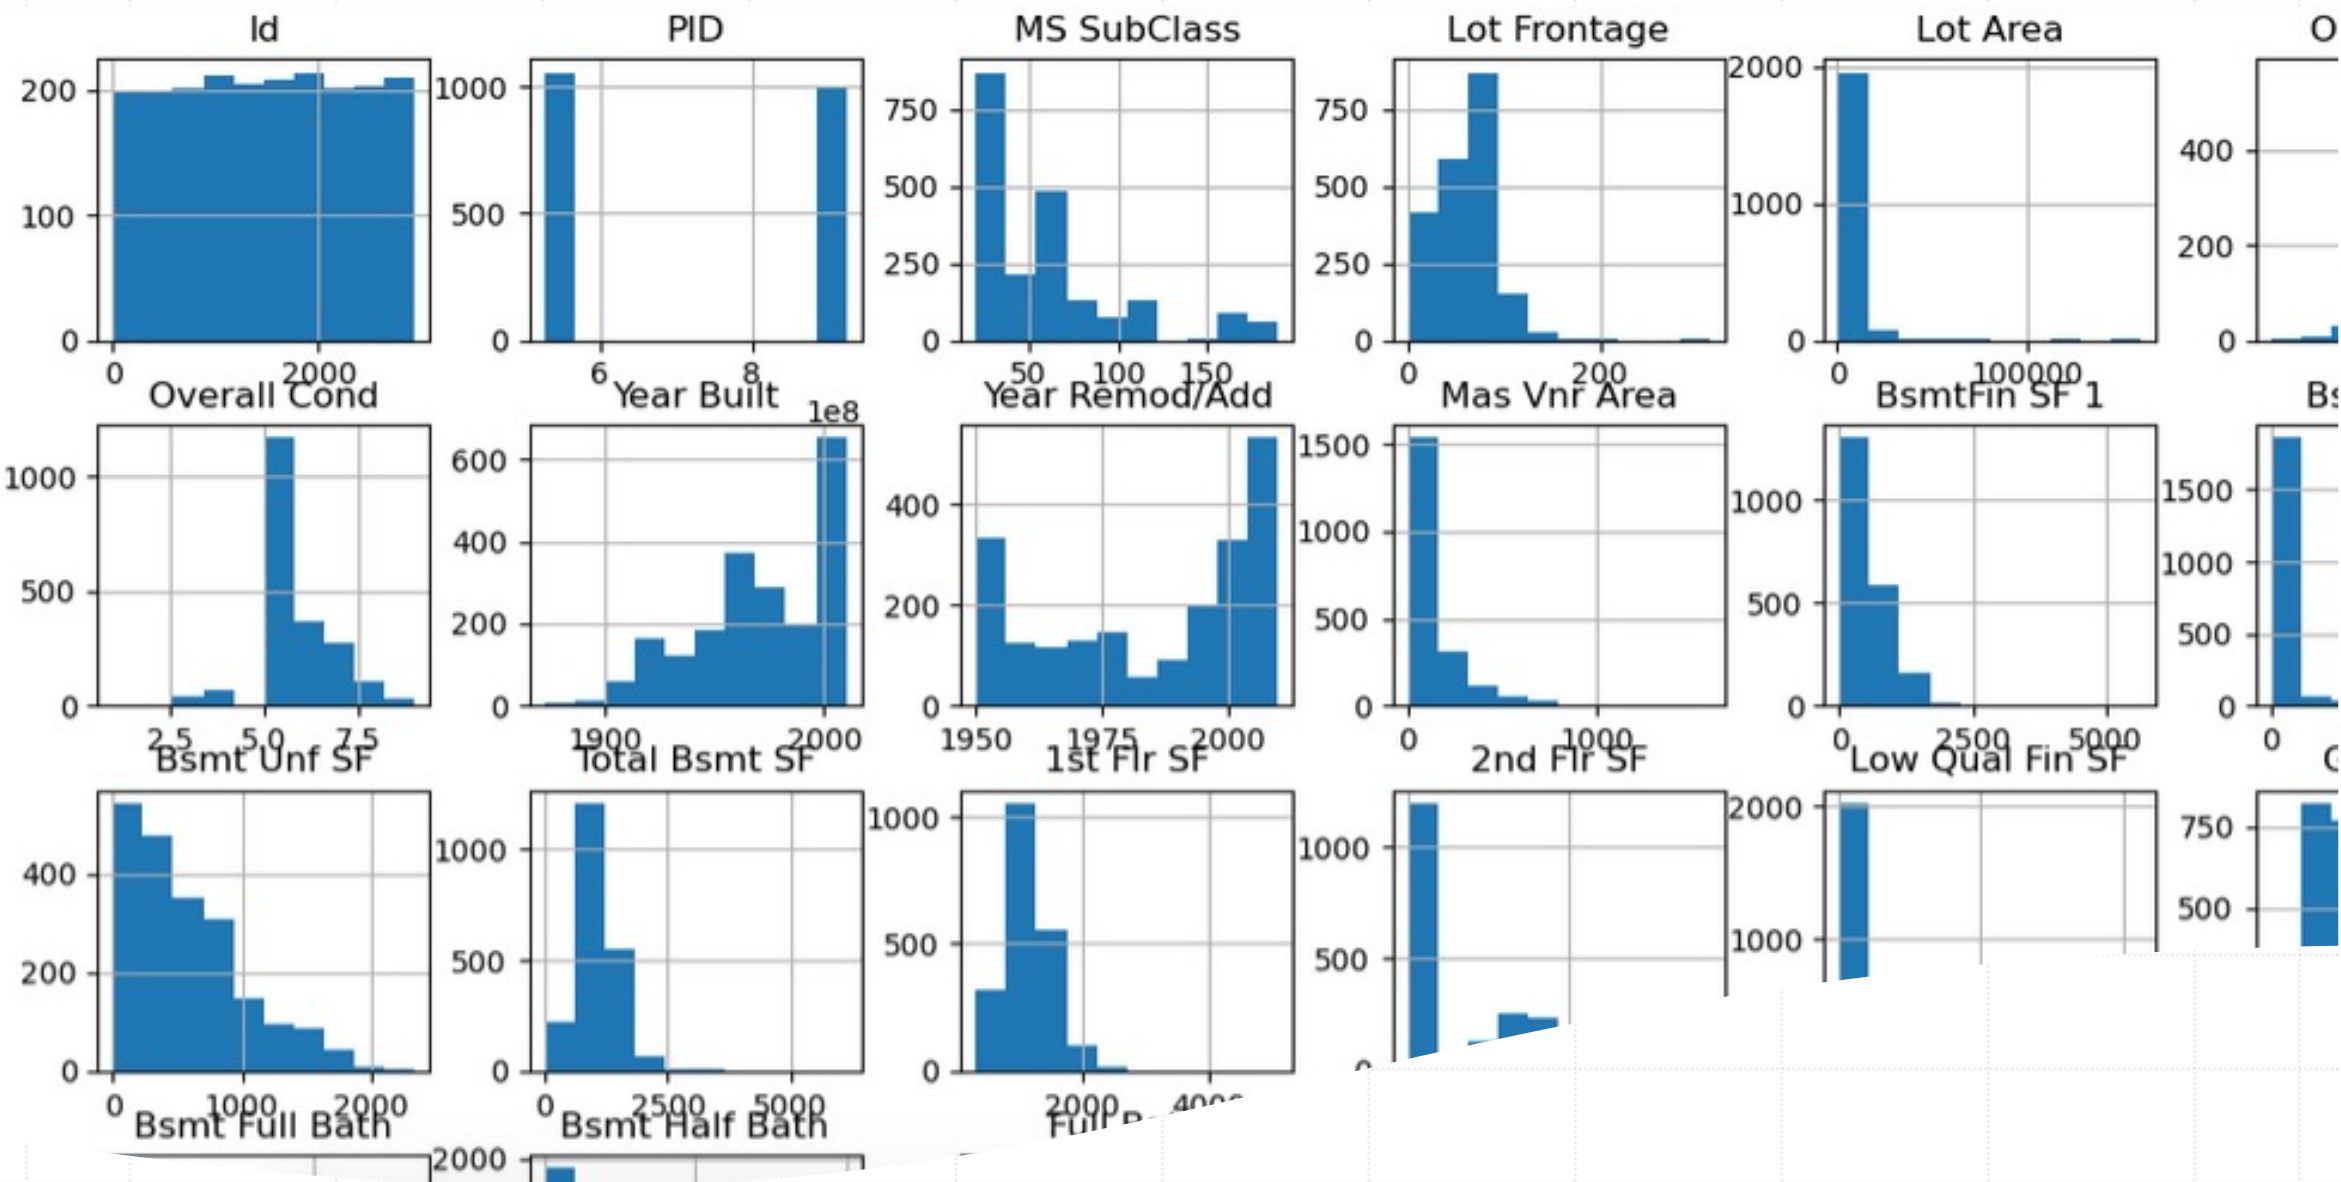 Id PID MS SubClass Lot Frontage Lot Area
200 1000 750 750 2000 400
100 500 500 500 1000 200
250 250
0 0 0 0 0 0
0 2000 6 8 50 100 150 0 200 0 100000
1e8
Overall Cond Year Built Year Remod/Add Mas Vnr Area BsmtFin SF 1
1000 600 400 1500 1000 1500
500 400 200 1000 500 1000
200 500 500
0 0 0 0 0 0
2.5 5.0 7.5 1900 2000 1950 1975 2000 0 1000 0 2500 5000 0
Bsmt Unf SF Total Bsmt SF 1st Flr SF 2nd Flr SF Low Qual Fin SF
400 1000 1000 1000 2000 750
200 500 500 500 1000 500
0 0 0
0 1000 2000 0 2500 5000 2000 4000
Bsmt Full Bath Bsmt Half Bath Full
2000